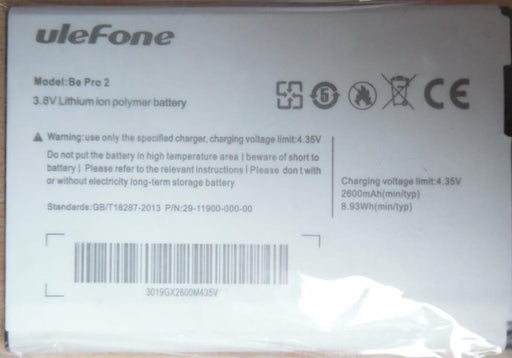 uleFone
Model:Be Pro 2
3.8V Lithium ion polymer battery
5
CE
Warning:use only the specified charger, charging voltage limit:4.35V
Do not put the battery in high temperature area | beware of short to
battery | Please refer to the relevant instructions | Please don t with
or without electricity long-term storage battery
Charging voltage limit:4.35V
2600mAh(min/typ)
8.93Wh(min/typ)
Standards:GB/T18287-2013 P/N:29-11900-000-00
3019GX2600M435V